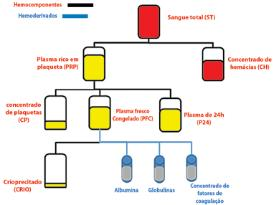 Hemocomponentes
Hemoderivados
Sangue total (ST)
Plasma rico em
plaqueta (PRP)
Concentrado de
hemácias (CH)
concentrado
de plaquetas
(CP)
Plasma fresco
Congelado (PFC)
Plasma de 24h
(P24)
Crioprecitado
(CRIO)
Albumina
Globulinas
Concentrado de
fatores de
coagulação